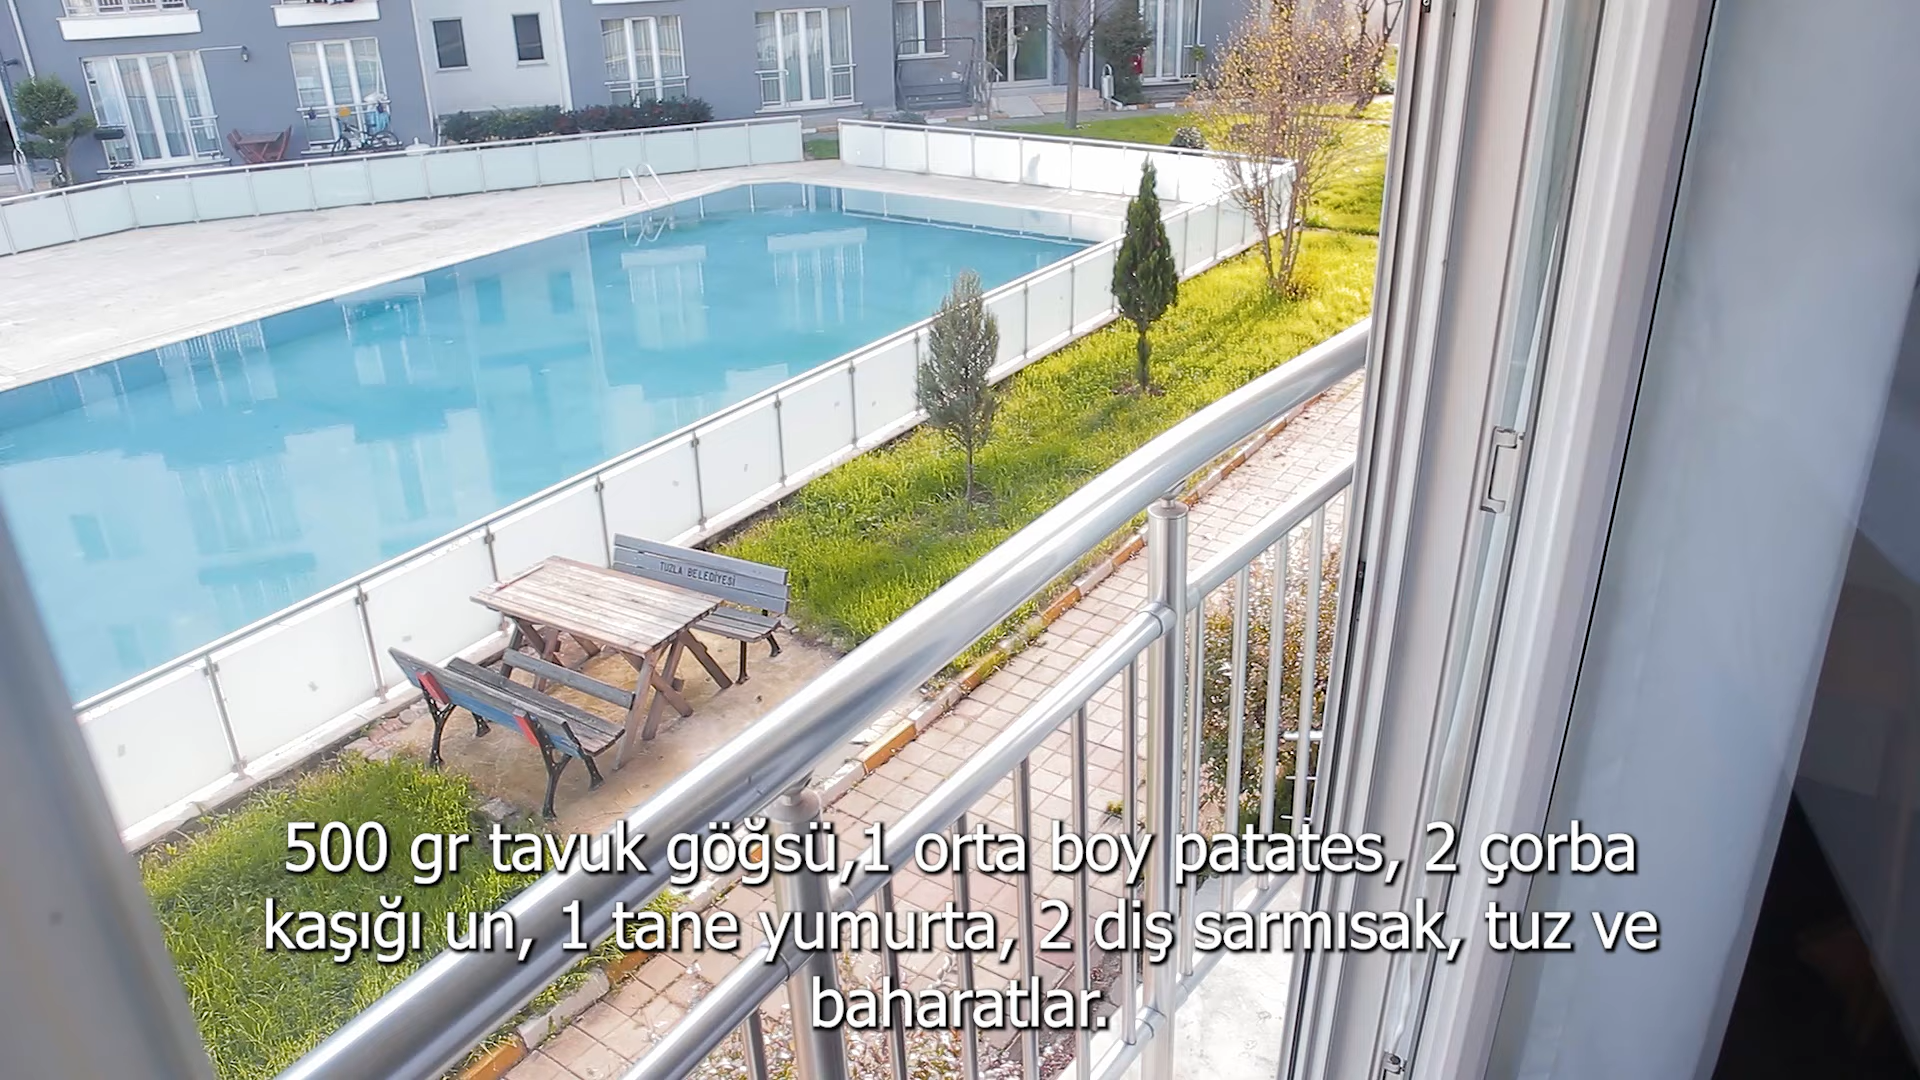 TUZLA BELEDİYESİ
500 gr tavuk göğsü,1 orta boy patates, 2 çorba
kaşığı un, 1 tane yumurta, 2 diş sarmısak, tuz ve
baharatlar.